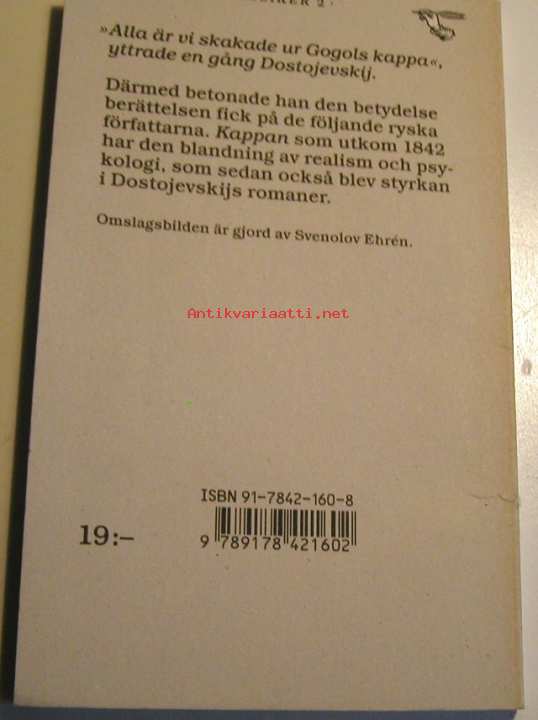 »Alla är vi skakade ur Gogols kappa«,
yttrade en gång Dostojevskij.
Därmed betonade han den betydelse
berättelsen fick på de följande ryska
författarna. Kappan som utkom 1842
har den blandning av realism och psy-
kologi, som sedan också blev styrkan
i Dostojevskijs romaner.
Omslagsbilden är gjord av Svenolov Ehrén.
Antikvariaatti.net
ISBN 91-7842-160-8
19:–
9 789178 421602